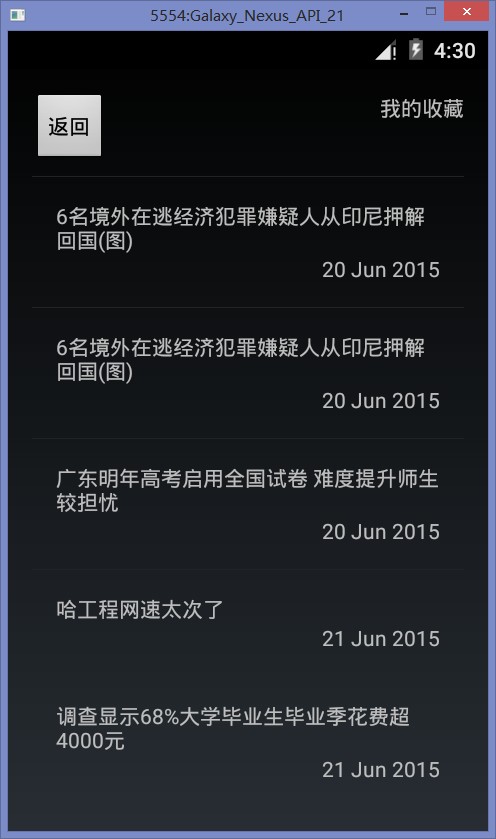 5554:Galaxy_Nexus_API_21
4:30
返回
我的收藏
6名境外在逃经济犯罪嫌疑人从印尼押解
回国(图)
20 Jun 2015
6名境外在逃经济犯罪嫌疑人从印尼押解
回国(图)
20 Jun 2015
广东明年高考启用全国试卷 难度提升师生
较担忧
20 Jun 2015
哈工程网速太次了
21 Jun 2015
调查显示68%大学毕业生毕业季花费超
4000元
21 Jun 2015